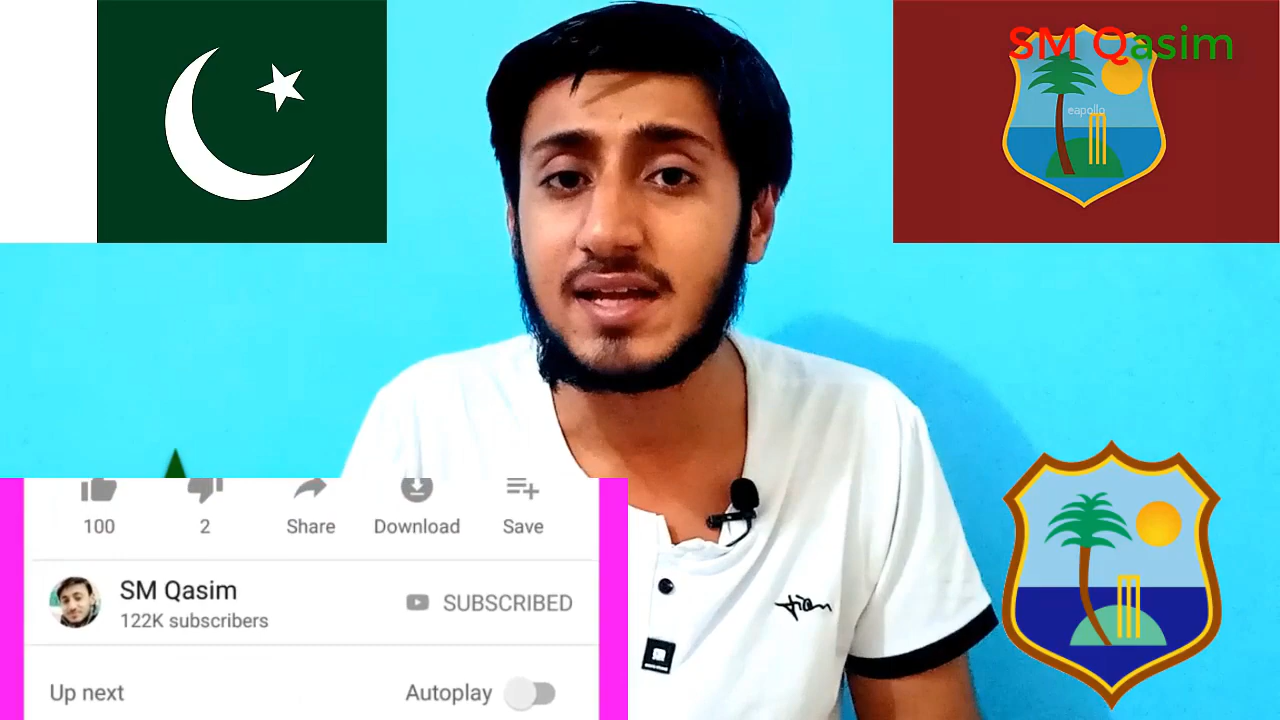 SM Qasim
eapollo
100
2
Share
Download
Save
SM Qasim
122K subscribers
SUBSCRIBED
Up next
Autoplay